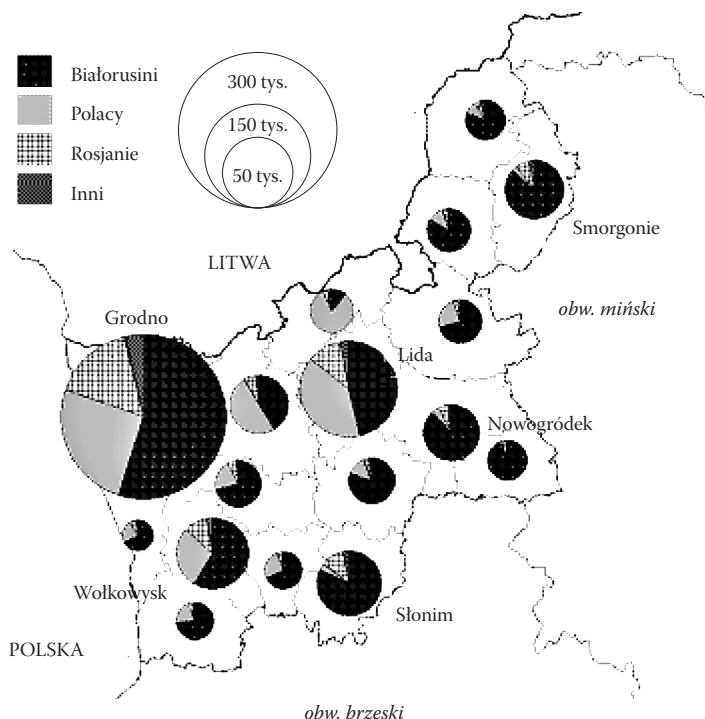 Białorusini
Polacy
Rosjanie
Inni
300 tys.
150 tys.
50 tys.
Smorgonie
LITWA
obw. miński
Grodno
Lida
Nowogródek
Wołkowysk
Słonim
POLSKA
obw. brzeski